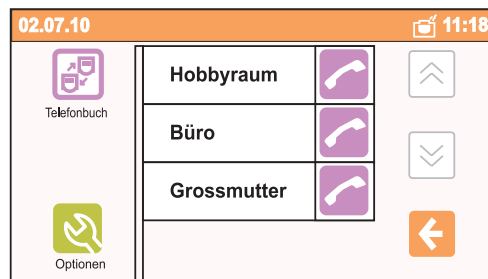 02.07.10 11:18
Telefonbuch
Hobbyraum
Büro
Grossmutter
Optionen